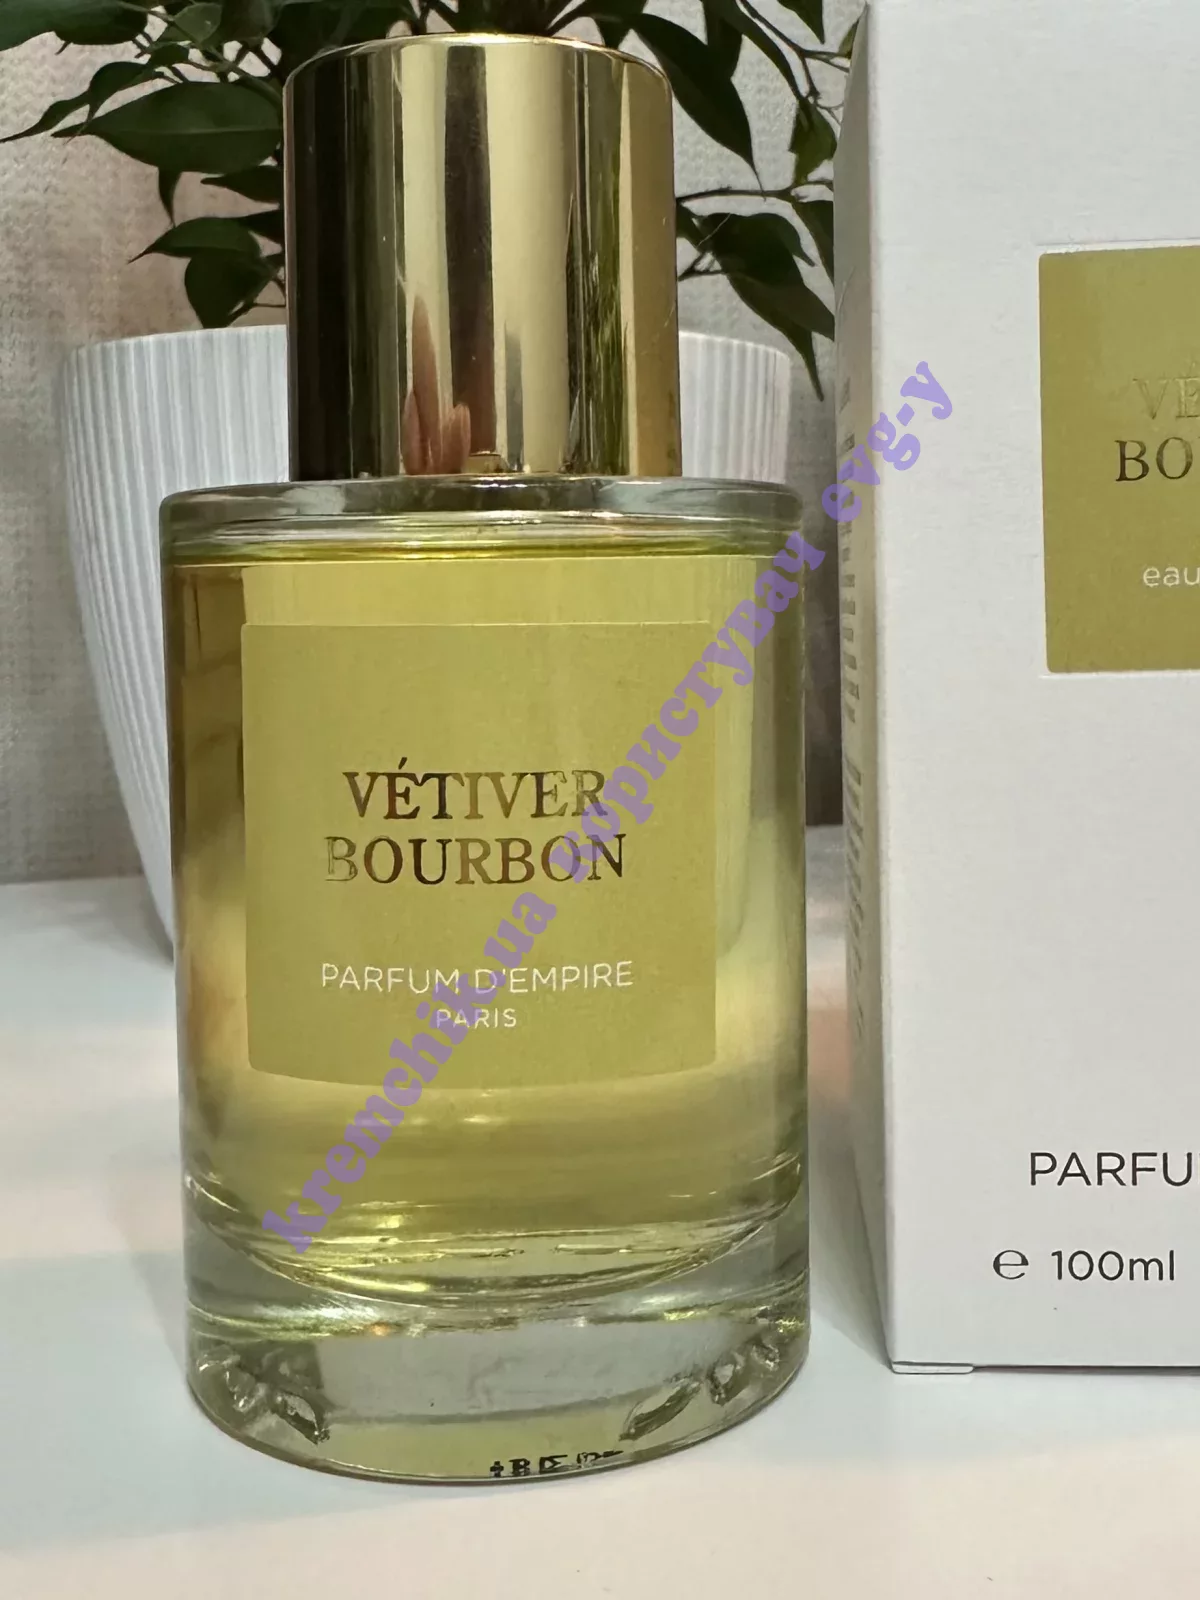 VÉTIVER
BOURBON
PARFUM D'EMPIRE
PARIS
VÉ
BO
eau
PARFU
e 100ml
kremchik.ua користувач evg-y